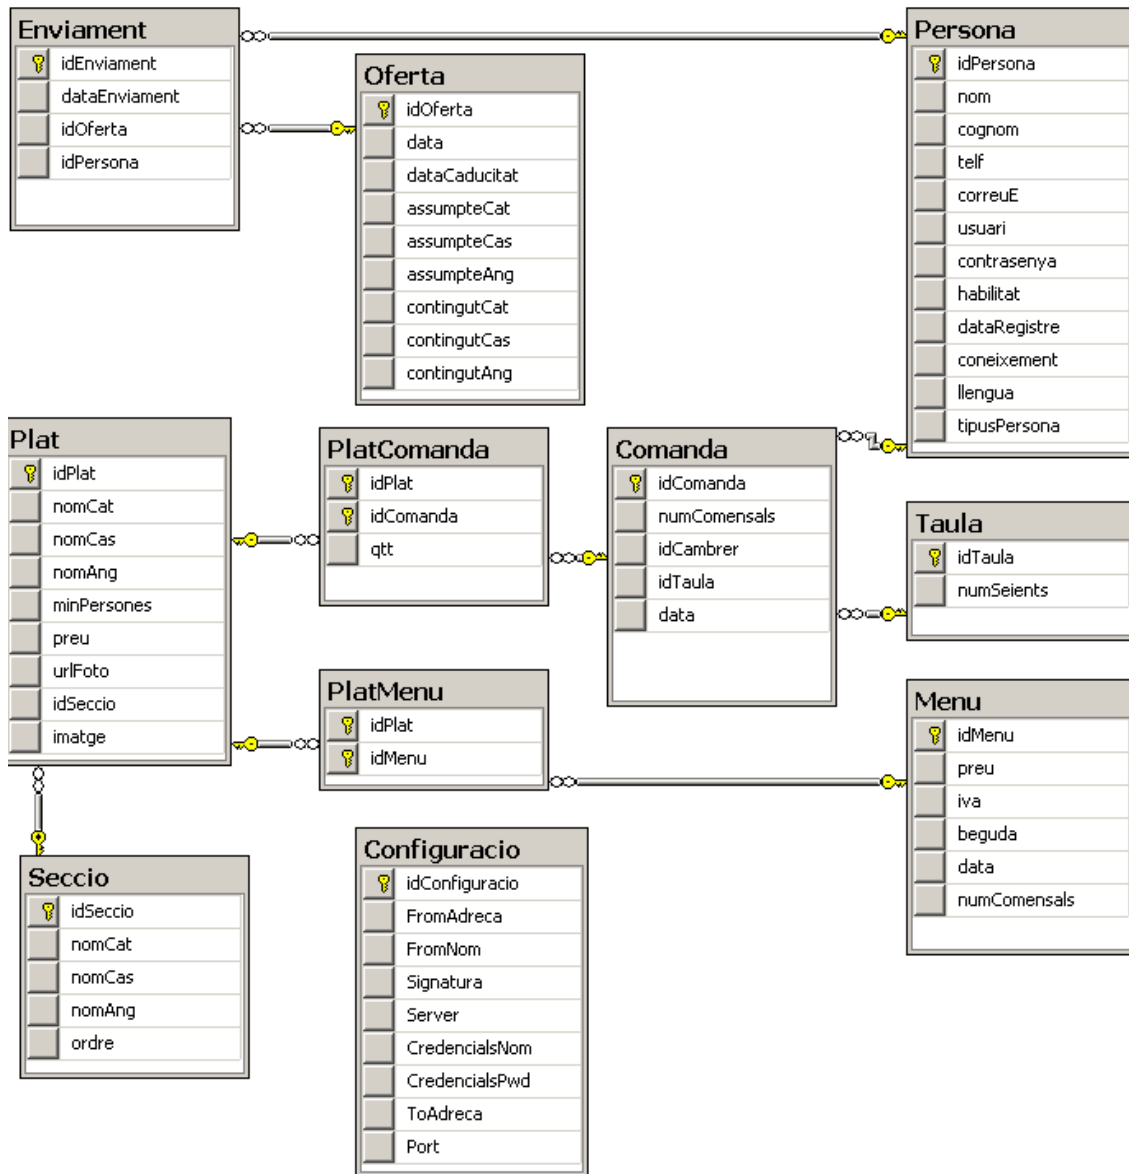 Enviament
idEnviament
dataEnviament
idOferta
idPersona
Oferta
idOferta
data
dataCaducitat
assumpteCat
assumpteCas
assumpteAng
contingutCat
contingutCas
contingutAng
Persona
idPersona
nom
cognom
telf
correuE
usuari
contrasenya
habilitat
dataRegistre
coneixement
llengua
tipusPersona
Plat
idPlat
nomCat
nomCas
nomAng
minPersones
preu
urlFoto
idSeccio
imatge
PlatComanda
idPlat
idComanda
qtt
Comanda
idComanda
numComensals
idCambrer
idTaula
data
Taula
idTaula
numSeients
PlatMenu
idPlat
idMenu
Menu
idMenu
preu
iva
beguda
data
numComensals
Seccio
idSeccio
nomCat
nomCas
nomAng
ordre
Configuracio
idConfiguracio
FromAdreca
FromNom
Signatura
Server
CredencialsNom
CredencialsPwd
ToAdreca
Port